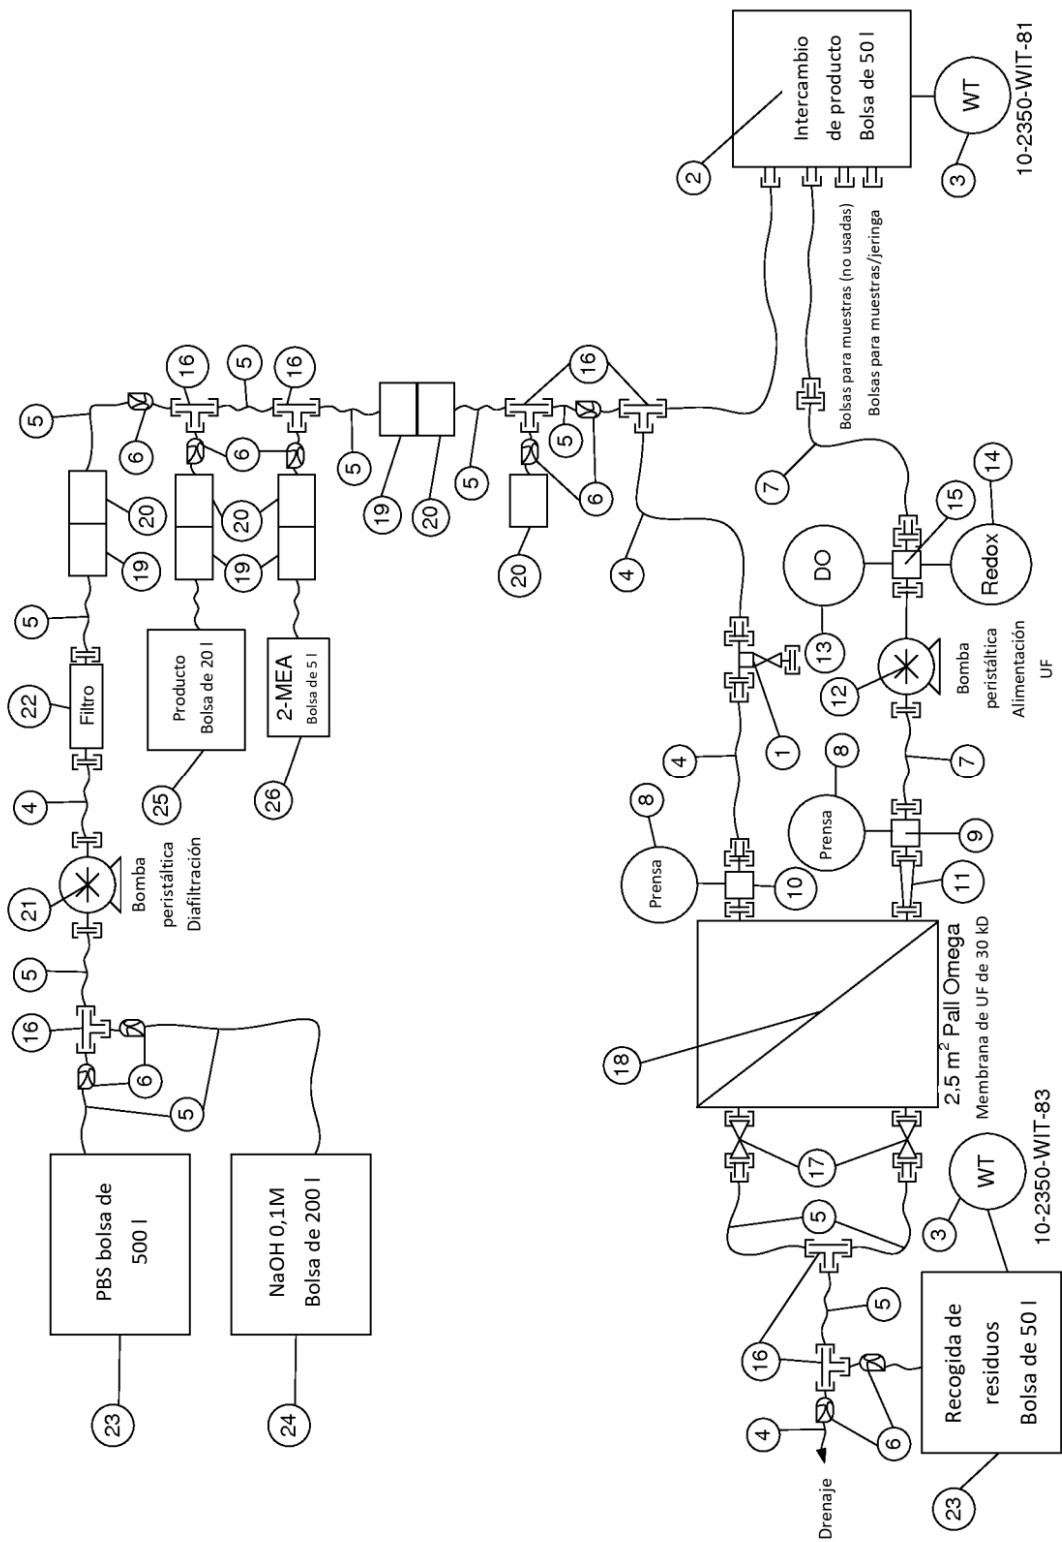 23
PBS bolsa de
500 l
24
NaOH 0,1M
Bolsa de 200 l
5
6
16
5
21
Bomba
peristáltica
Diafiltración
4
22
Filtro
5
19
20
5
6
25
Producto
Bolsa de 20 l
26
2-MEA
Bolsa de 5 l
19
20
6
16
5
16
5
19
20
5
20
6
5
16
4
2
Intercambio
de producto
Bolsa de 50 l
3
WT
10-2350-WIT-81
Bolsas para muestras (no usadas)
Bolsas para muestras/jeringa
7
14
Redox
15
DO
13
12
Bomba
peristáltica
Alimentación
UF
1
4
8
Prensa
10
7
8
Prensa
9
11
18
2,5 m² Pall Omega
Membrana de UF de 30 kD
17
5
16
5
16
6
4
Drenaje
3
WT
10-2350-WIT-83
Recogida de
residuos
Bolsa de 50 l
23